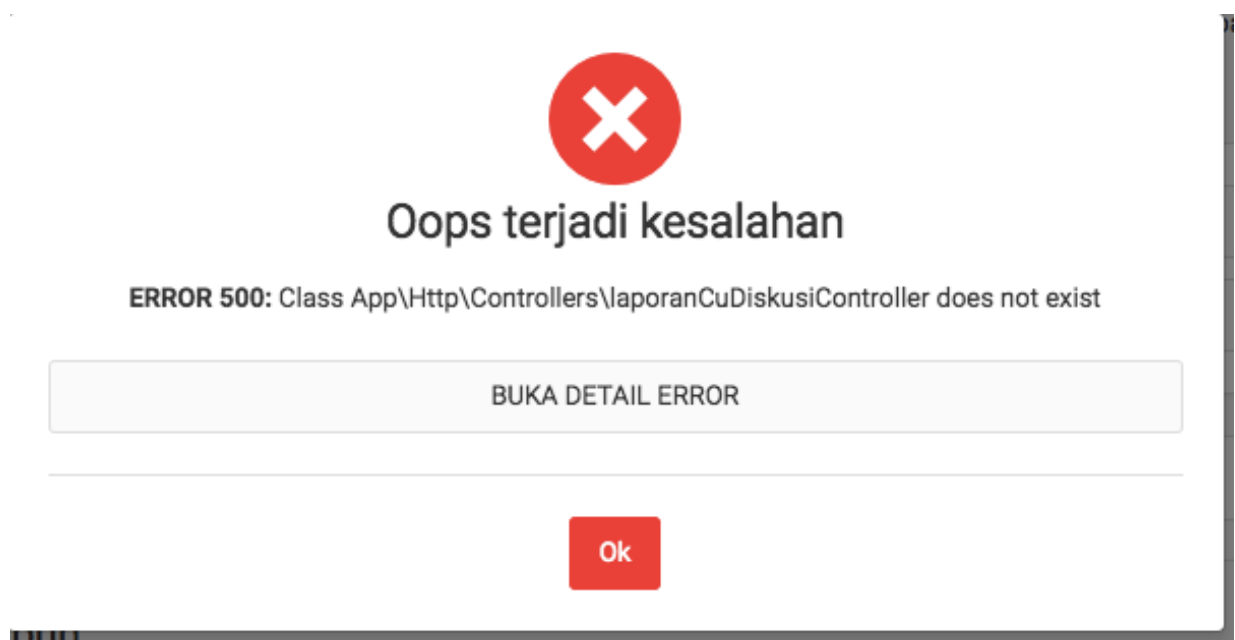 Oops terjadi kesalahan
ERROR 500: Class App\Http\Controllers\laporanCuDiskusiController does not exist
BUKA DETAIL ERROR
Ok